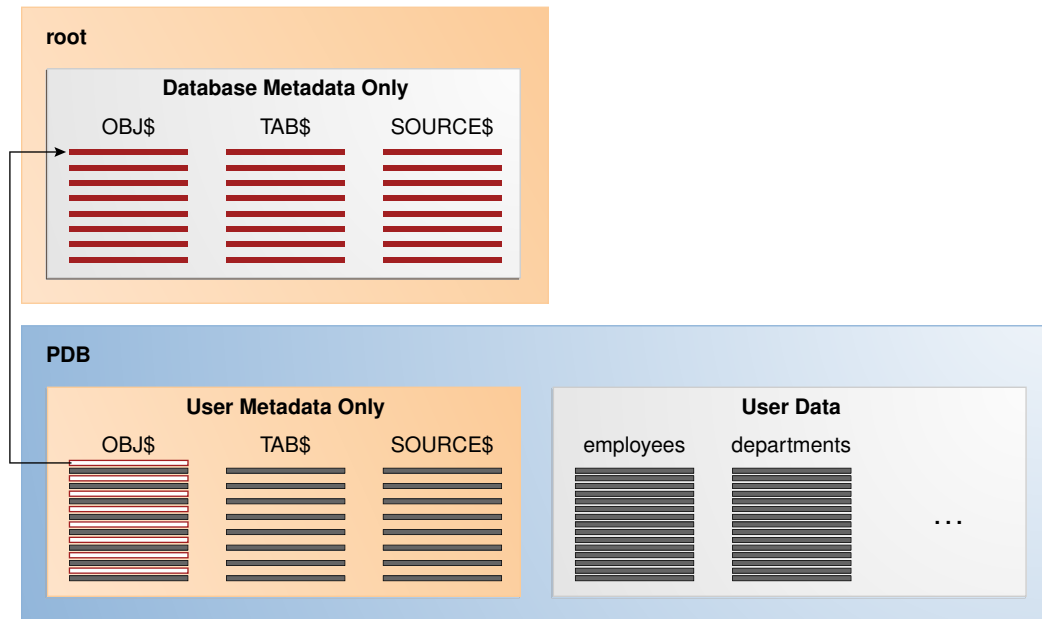 root
Database Metadata Only
OBJ$ TAB$ SOURCE$
PDB
User Metadata Only
OBJ$ TAB$ SOURCE$
User Data
employees departments
...